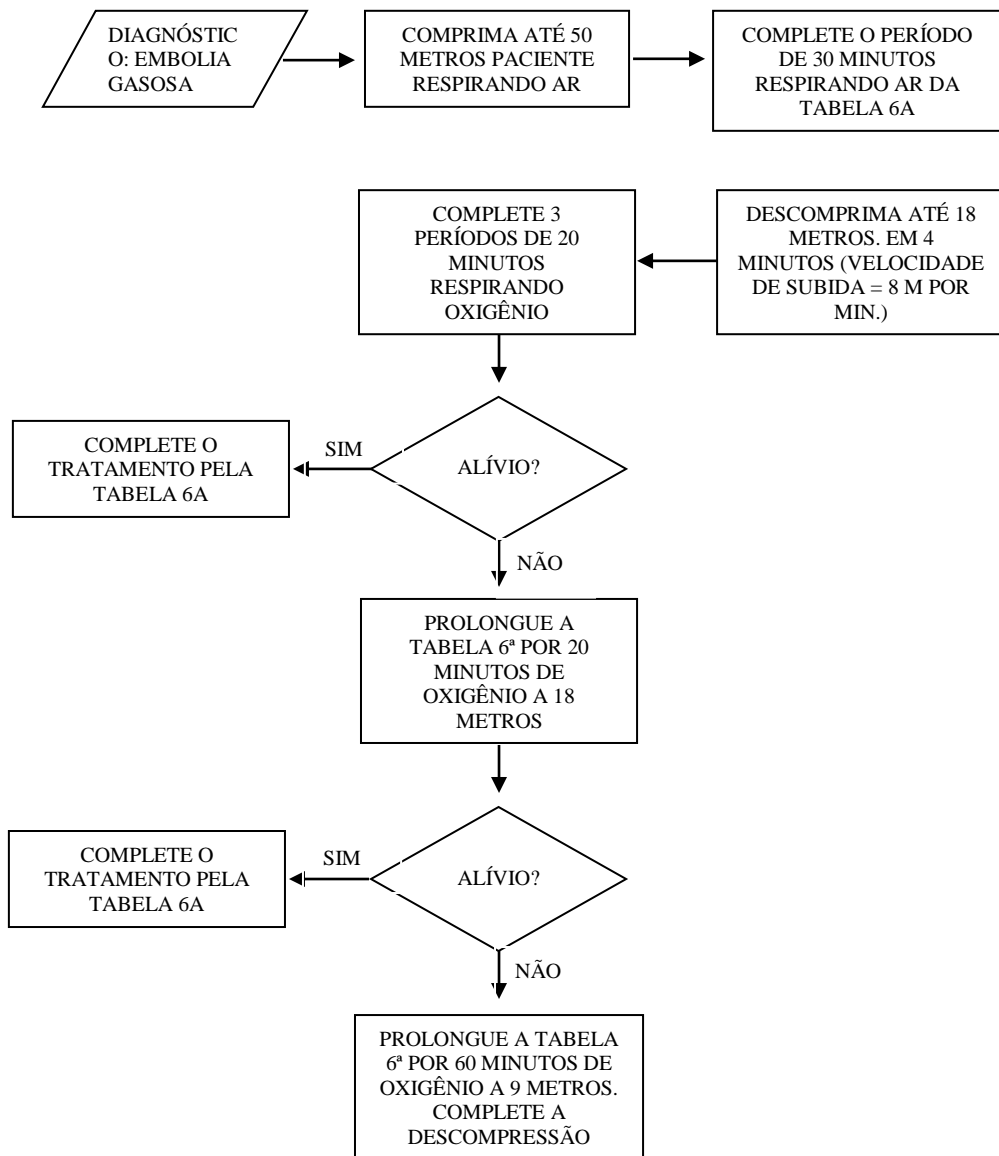 DIAGNÓSTIC
O: EMBOLIA
GASOSA
COMPRIMA ATÉ 50
METROS PACIENTE
RESPIRANDO AR
COMPLETE O PERÍODO
DE 30 MINUTOS
RESPIRANDO AR DA
TABELA 6A
DESCOMPRIMA ATÉ 18
METROS. EM 4
MINUTOS (VELOCIDADE
DE SUBIDA = 8 M POR
MIN.)
COMPLETE 3
PERÍODOS DE 20
MINUTOS
RESPIRANDO
OXIGÊNIO
ALÍVIO?
SIM
COMPLETE O
TRATAMENTO PELA
TABELA 6A
NÃO
PROLONGUE A
TABELA 6ª POR 20
MINUTOS DE
OXIGÊNIO A 18
METROS
ALÍVIO?
SIM
COMPLETE O
TRATAMENTO PELA
TABELA 6A
NÃO
PROLONGUE A TABELA
6ª POR 60 MINUTOS DE
OXIGÊNIO A 9 METROS.
COMPLETE A
DESCOMPRESSÃO